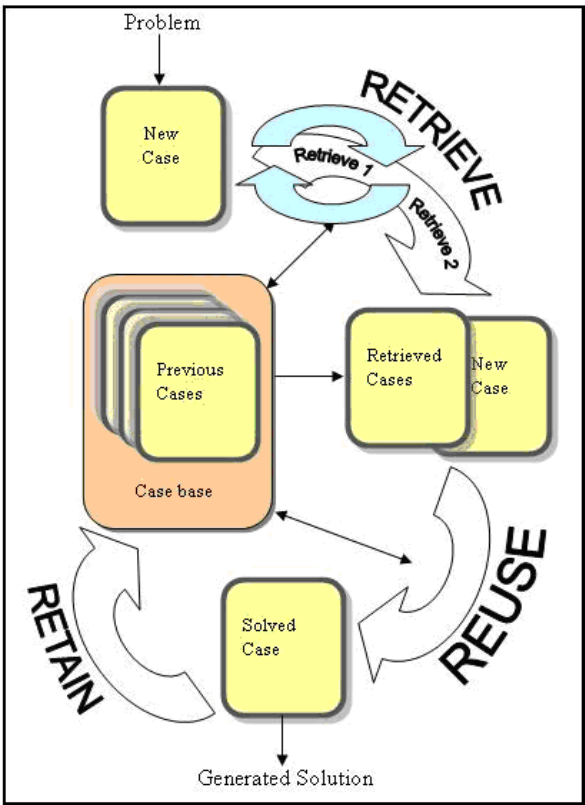 Problem
New
Case
RETRIEVE
Retrieve 1
Retrieve 2
Previous
Cases
Case base
Retrieved
Cases
New
Case
REUSE
RETAIN
Solved
Case
Generated Solution